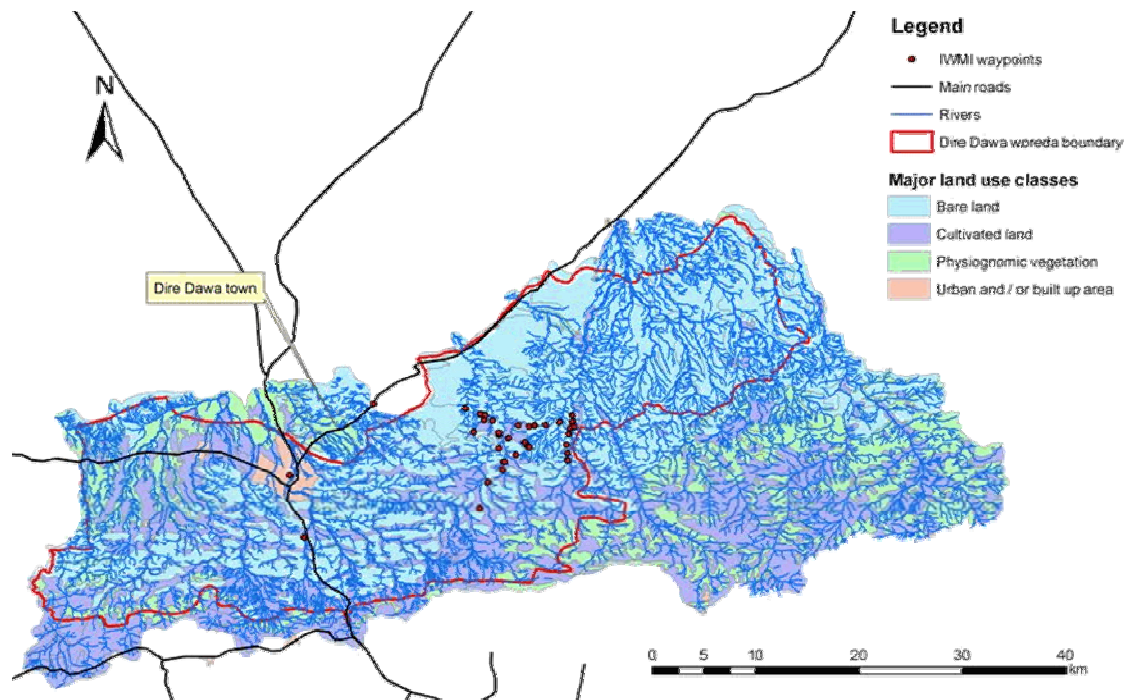 N
Dire Dawa town
Legend
IWMI waypoints
Main roads
Rivers
Dire Dawa woreda boundary
Major land use classes
Bare land
Cultivated land
Physiognomic vegetation
Urban and / or built up area
0 5 10 20 30 40
km